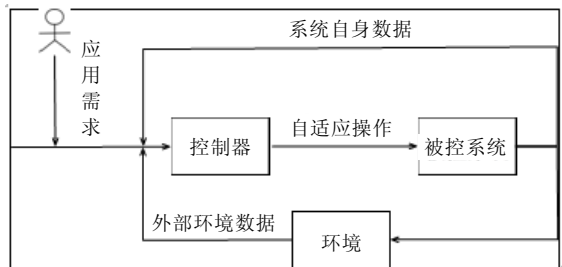 系统自身数据
应用需求
控制器
自适应操作
被控系统
外部环境数据
环境